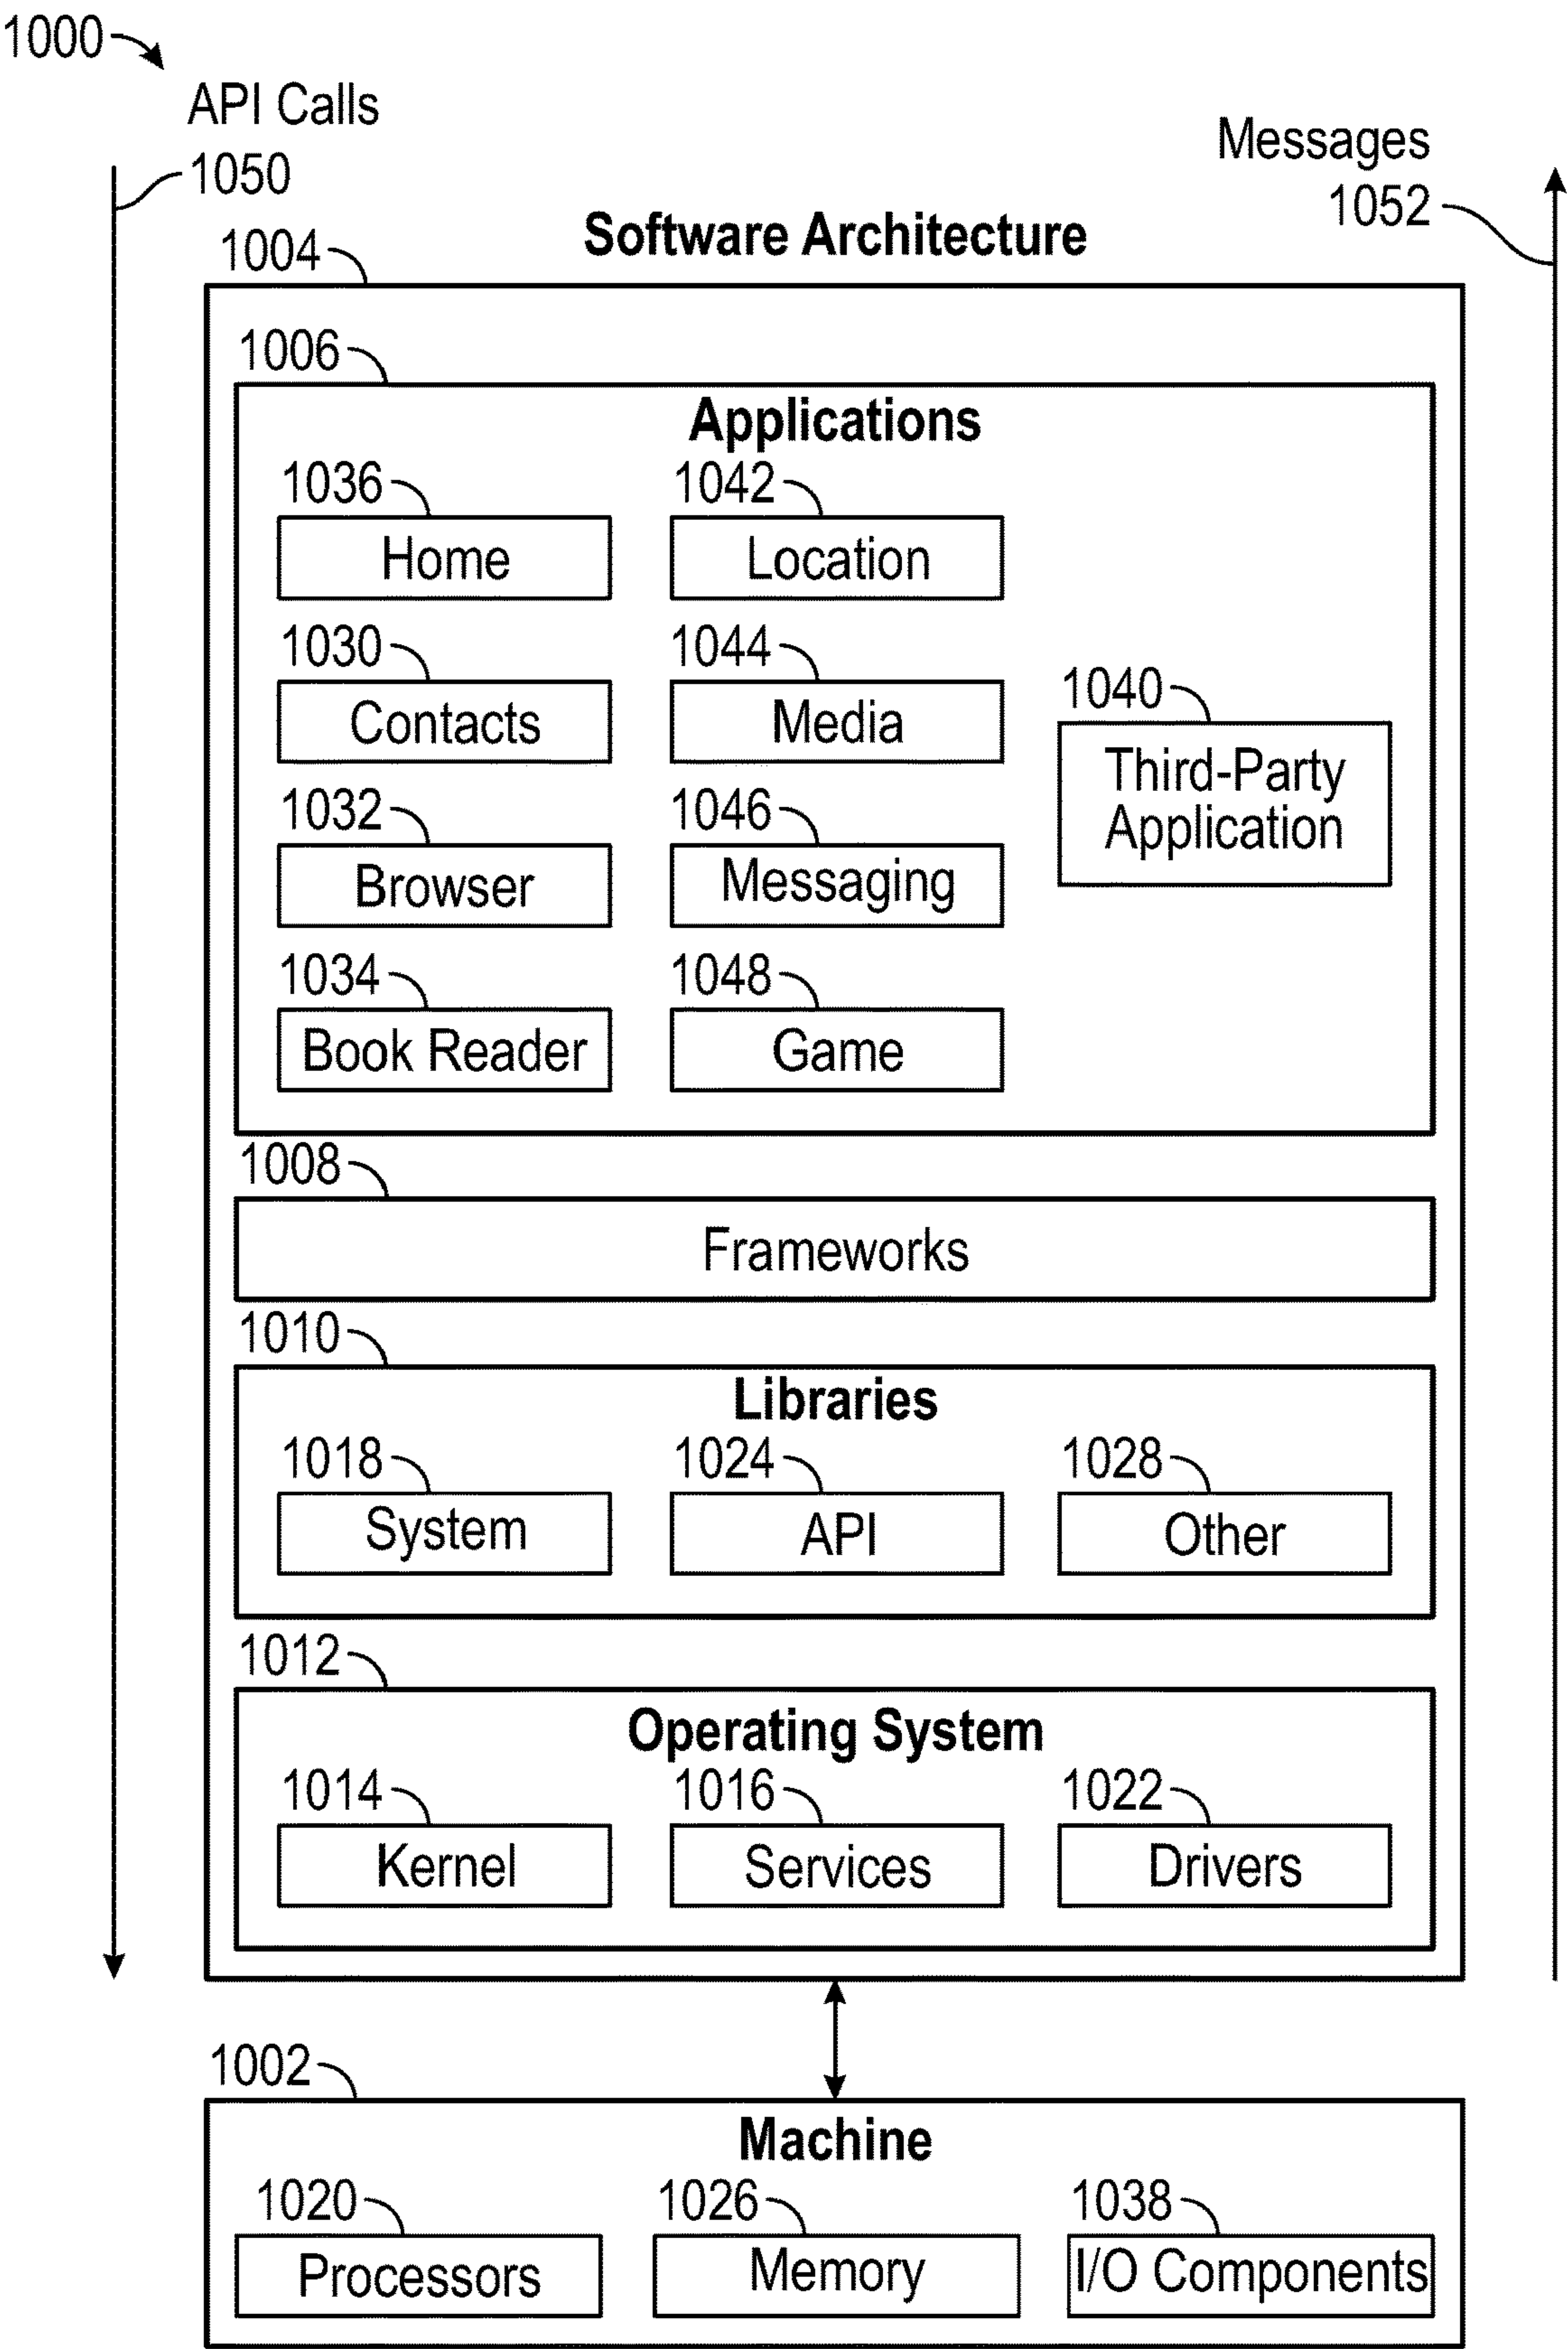 1000
API Calls
1050
Messages
1052
Software Architecture
1004
1006
Applications
1036
Home
1042
Location
1030
Contacts
1044
Media
1040
Third-Party
Application
1032
Browser
1046
Messaging
1034
Book Reader
1048
Game
1008
Frameworks
1010
Libraries
1018
System
1024
API
1028
Other
1012
Operating System
1014
Kernel
1016
Services
1022
Drivers
1002
Machine
1020
Processors
1026
Memory
1038
I/O Components